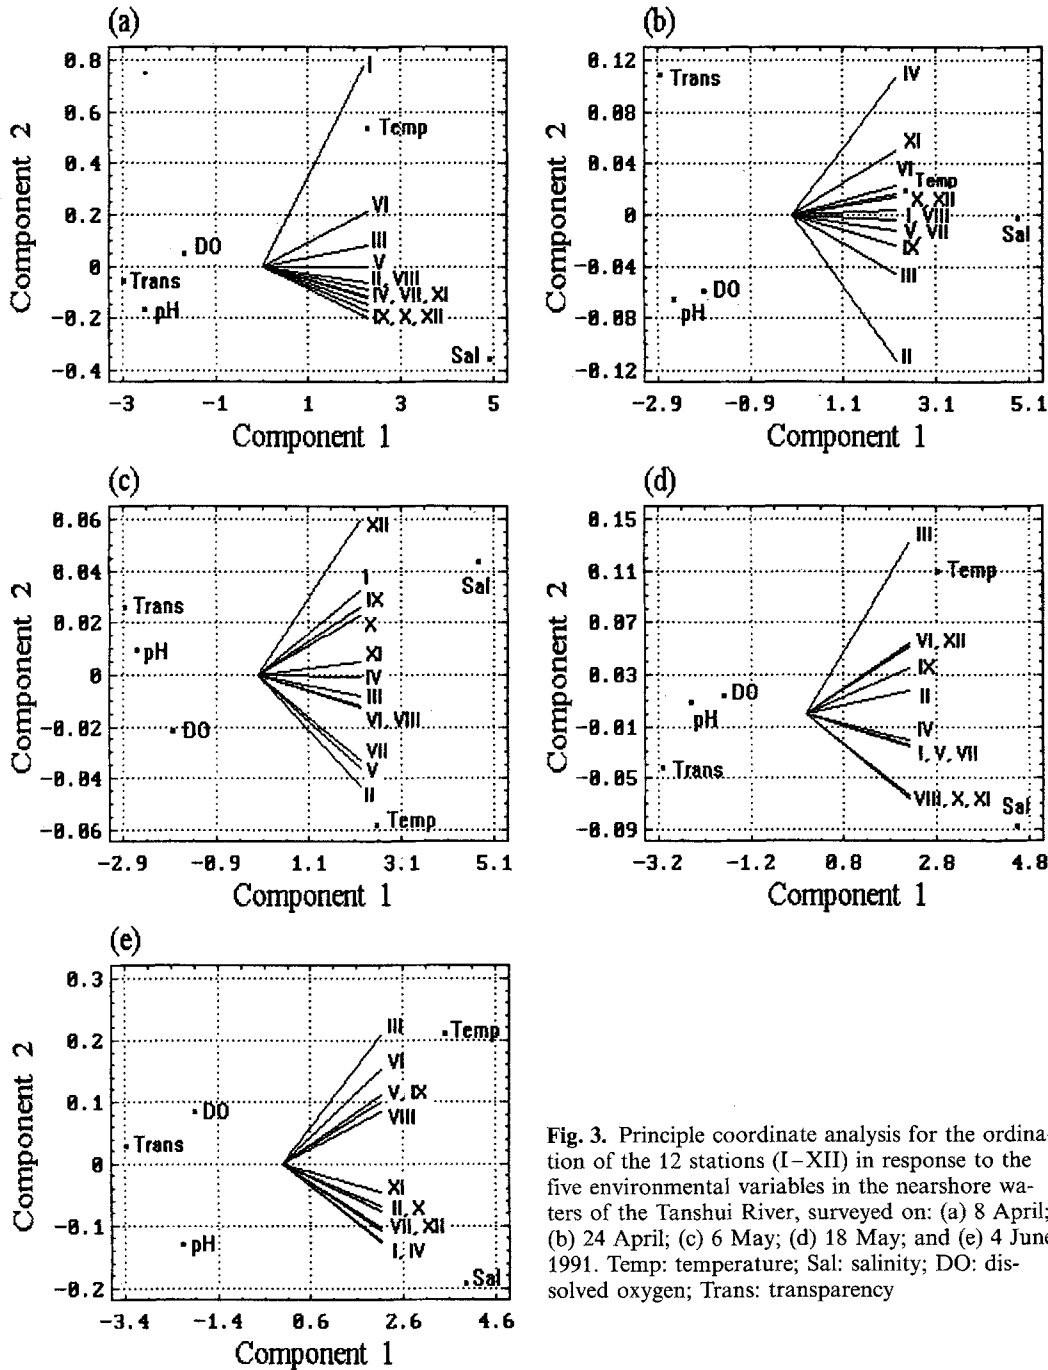 (a)
0.8
0.6
0.4
0.2
0
-0.2
-0.4
Component 2
I
Temp
VI
III
V
II, VIII
IV, VII, XI
IX, X, XII
DO
Trans
pH
Sal
-3 -1 1 3 5
Component 1
(b)
0.12
0.08
0.04
0
-0.04
-0.08
-0.12
Component 2
Trans
IV
XI
VI
Temp
X, XII
I, VIII
V, VII
IX
III
II
Sal
DO
pH
-2.9 -0.9 1.1 3.1 5.1
Component 1
(c)
0.06
0.04
0.02
0
-0.02
-0.04
-0.06
Component 2
XII
I
IX
X
XI
IV
III
VI, VIII
VII
V
II
Sal
Trans
pH
DO
Temp
-2.9 -0.9 1.1 3.1 5.1
Component 1
(d)
0.15
0.11
0.07
0.03
-0.01
-0.05
-0.09
Component 2
III
Temp
VI, XII
IX
II
IV
I, V, VII
VIII, X, XI
Sal
DO
pH
Trans
-3.2 -1.2 0.8 2.8 4.8
Component 1
(e)
0.3
0.2
0.1
0
-0.1
-0.2
Component 2
III
Temp
VI
V, IX
VIII
XI
II, X
VII, XII
I, IV
Sal
DO
Trans
pH
-3.4 -1.4 0.6 2.6 4.6
Component 1
Fig. 3. Principle coordinate analysis for the ordina-
tion of the 12 stations (I–XII) in response to the
five environmental variables in the nearshore wa-
ters of the Tanshui River, surveyed on: (a) 8 April;
(b) 24 April; (c) 6 May; (d) 18 May; and (e) 4 June
1991. Temp: temperature; Sal: salinity; DO: dis-
solved oxygen; Trans: transparency